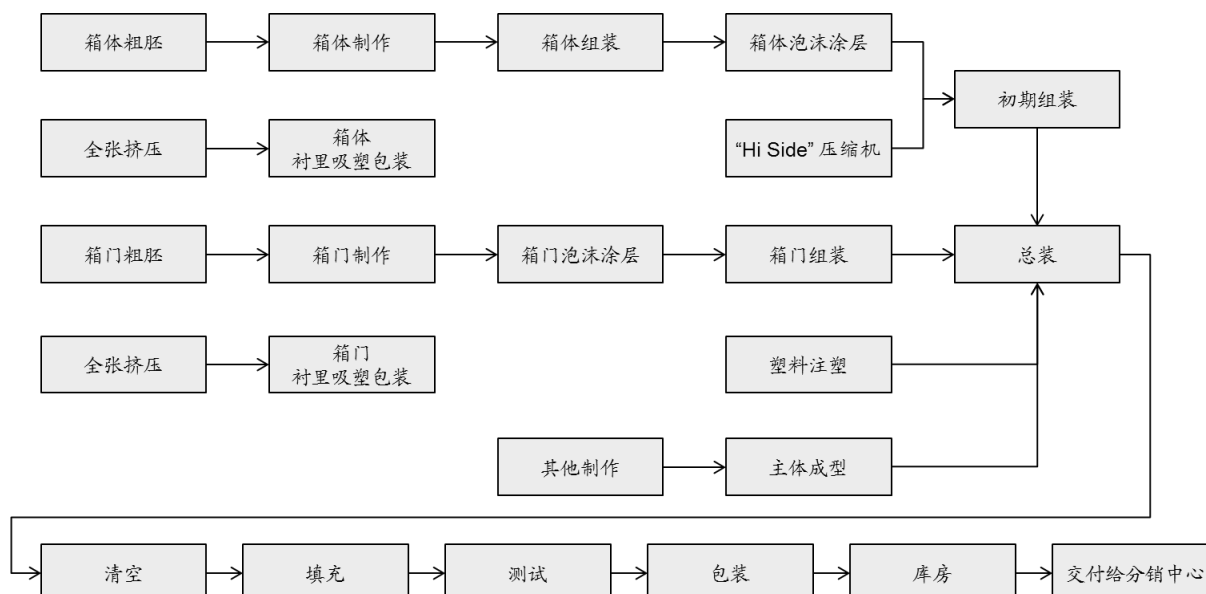 箱体粗胚
箱体制作
箱体组装
箱体泡沫涂层
初期组装
全张挤压
箱体
衬里吸塑包装
“Hi Side” 压缩机
箱门粗胚
箱门制作
箱门泡沫涂层
箱门组装
总装
全张挤压
箱门
衬里吸塑包装
塑料注塑
其他制作
主体成型
清空
填充
测试
包装
库房
交付给分销中心